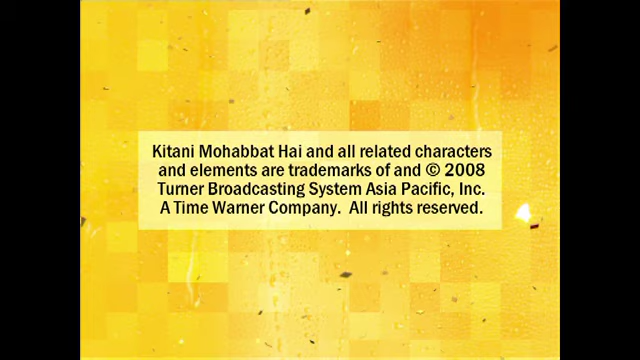 Kitani Mohabbat Hai and all related characters
and elements are trademarks of and © 2008
Turner Broadcasting System Asia Pacific, Inc.
A Time Warner Company.  All rights reserved.